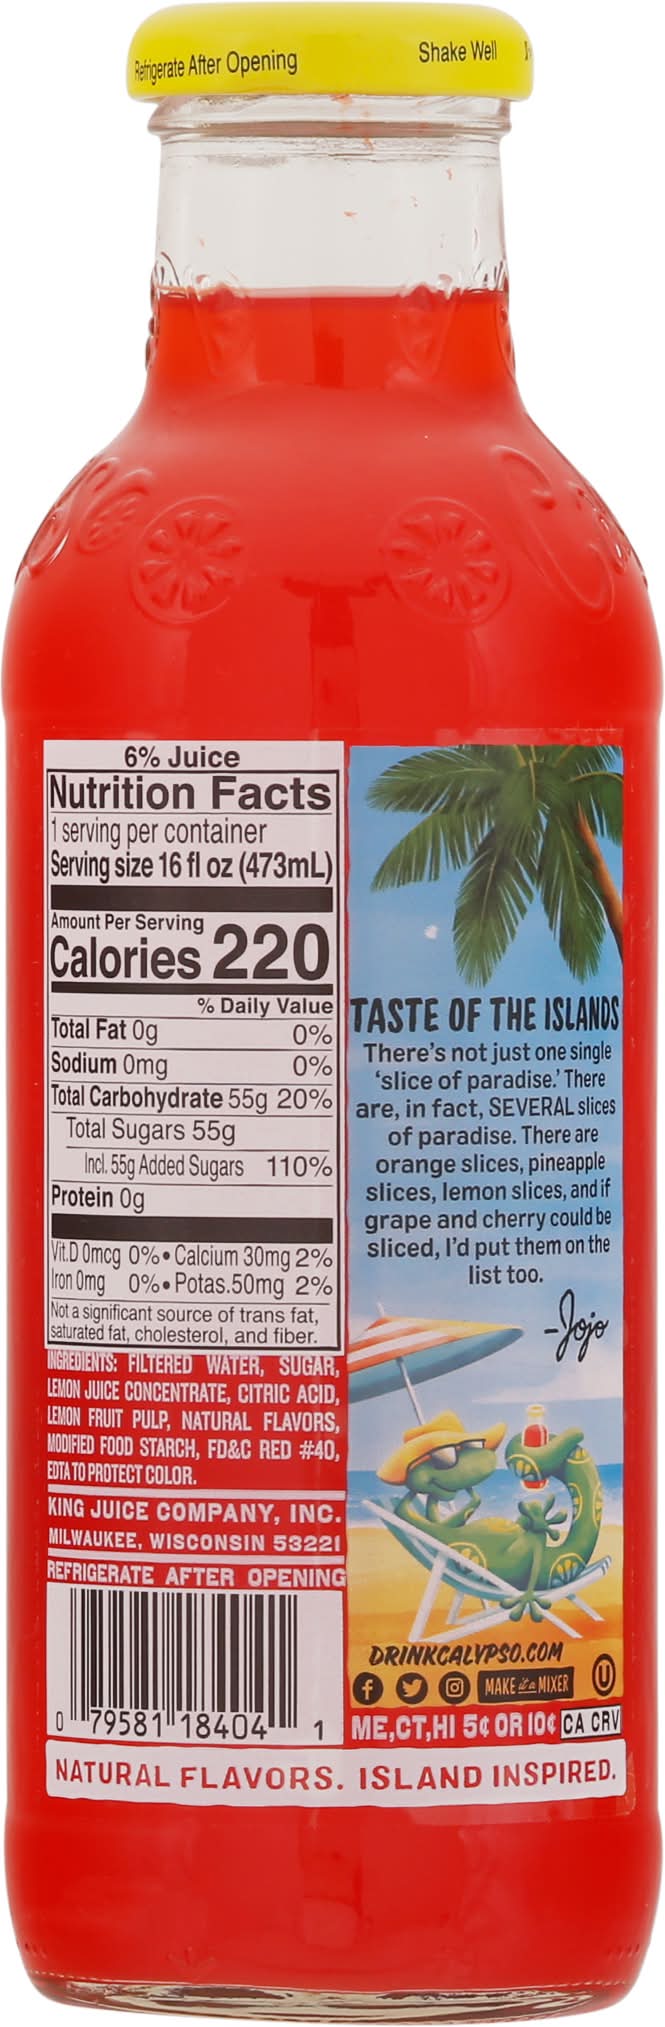 Refrigerate After Opening
Shake Well
6% Juice
Nutrition Facts
1 serving per container
Serving size 16 fl oz (473mL)
Amount Per Serving
Calories 220
% Daily Value
Total Fat 0g 0%
Sodium 0mg 0%
Total Carbohydrate 55g 20%
Total Sugars 55g
Incl. 55g Added Sugars 110%
Protein 0g
Vit.D 0mcg 0% • Calcium 30mg 2%
Iron 0mg 0% • Potas.50mg 2%
Not a significant source of trans fat,
saturated fat, cholesterol, and fiber.
INGREDIENTS: FILTERED WATER, SUGAR,
LEMON JUICE CONCENTRATE, CITRIC ACID,
LEMON FRUIT PULP, NATURAL FLAVORS,
MODIFIED FOOD STARCH, FD&C RED #40,
EDTA TO PROTECT COLOR.
KING JUICE COMPANY, INC.
MILWAUKEE, WISCONSIN 53221
REFRIGERATE AFTER OPENING
0 79581 18404 1
TASTE OF THE ISLANDS
There's not just one single
'slice of paradise.' There
are, in fact, SEVERAL slices
of paradise. There are
orange slices, pineapple
slices, lemon slices, and if
grape and cherry could be
sliced, I'd put them on the
list too.
-Jojo
DRINKCALYPSO.COM
MAKE it a MIXER
U
ME,CT,HI 5¢ OR 10¢ CA CRV
NATURAL FLAVORS. ISLAND INSPIRED.